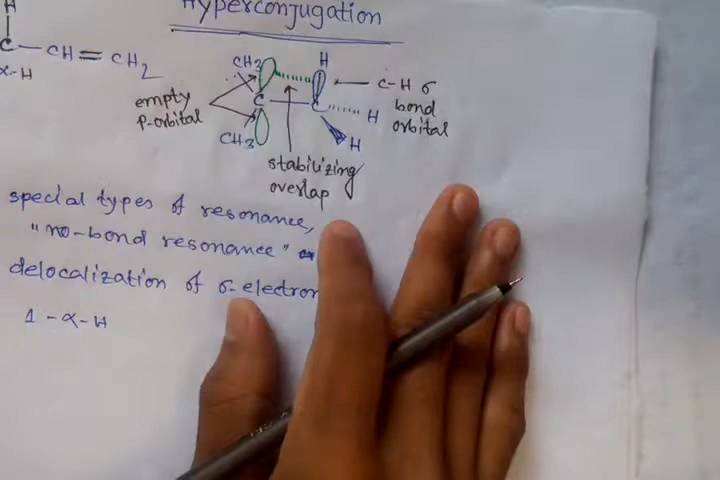 Hyperconjugation
H
C—CH=CH2
α-H
CH3
H
C—H σ
bond
orbital
empty
p-orbital
C
C
H
CH3
H
stabilizing
overlap
special types of resonance,
"no-bond resonance"
delocalization of σ-electron
1-α-H